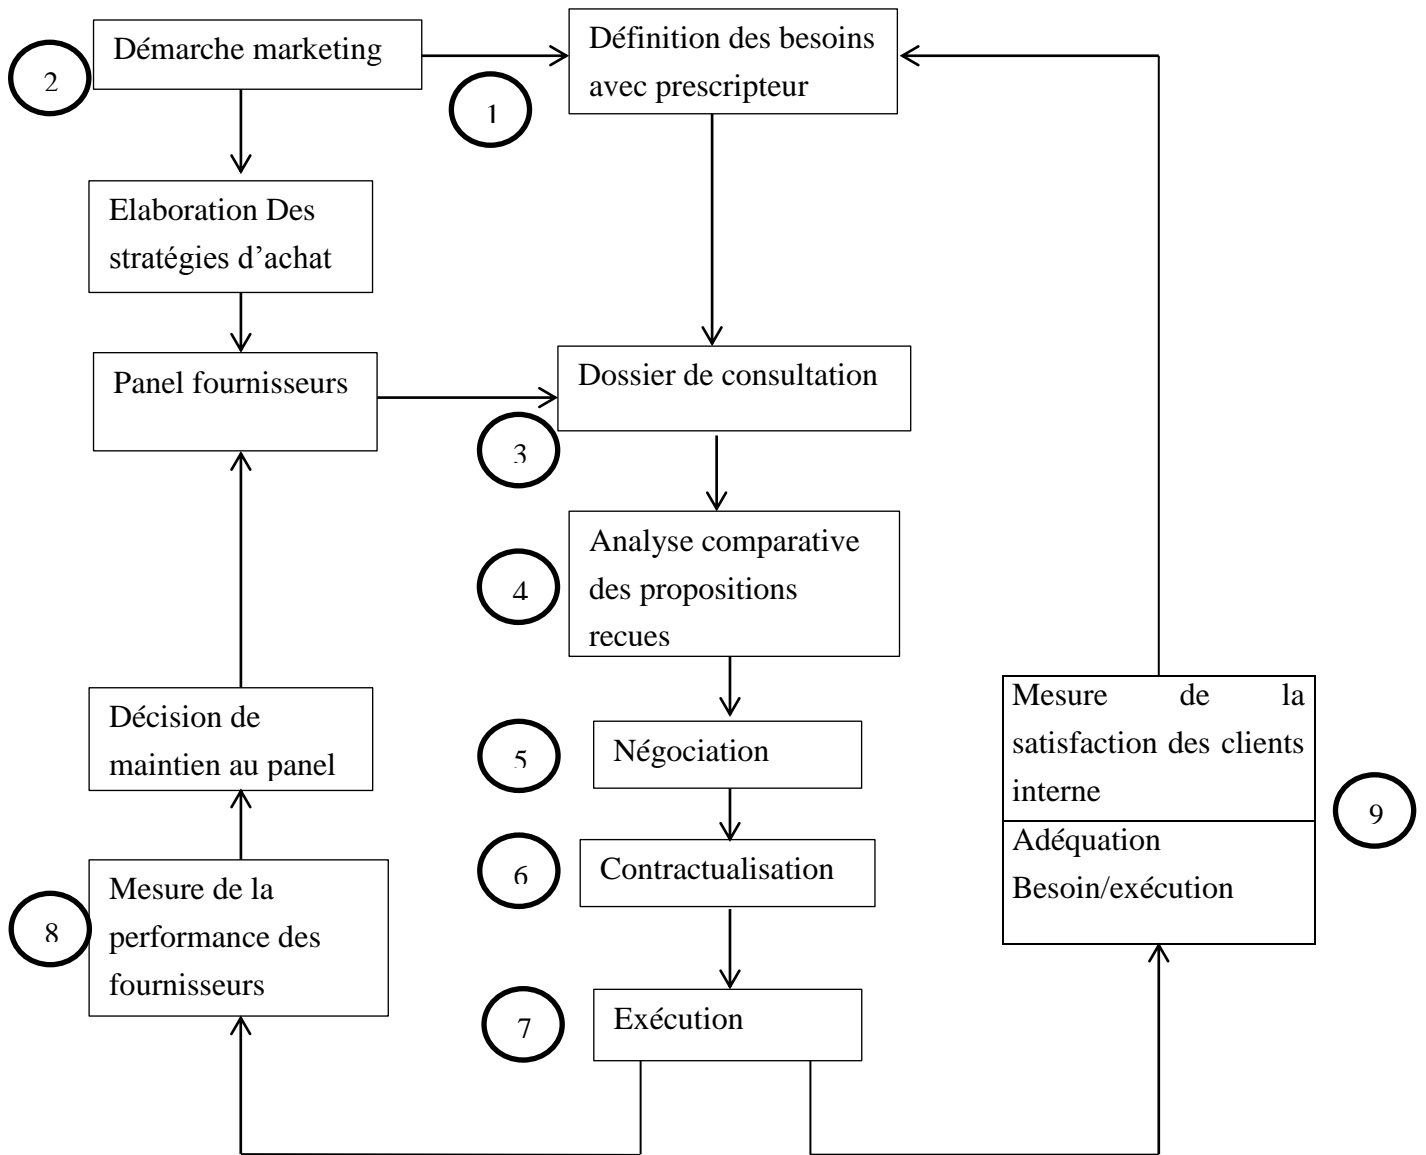 Démarche marketing
2
Définition des besoins
avec prescripteur
1
Elaboration Des
stratégies d’achat
Panel fournisseurs
Dossier de consultation
3
Analyse comparative
des propositions
recues
4
Décision de
maintien au panel
Négociation
5
Mesure de la
satisfaction des clients
interne
Adéquation
Besoin/exécution
9
Contractualisation
6
Mesure de la
performance des
fournisseurs
8
Exécution
7